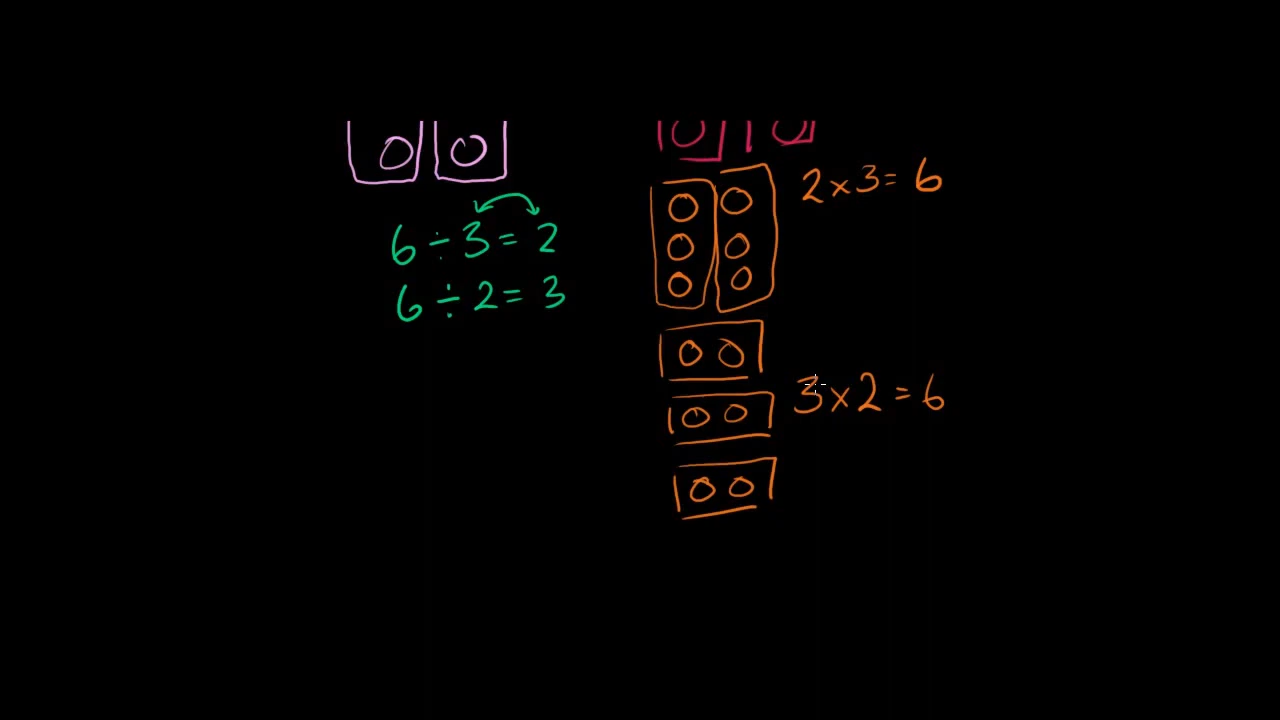 6 ÷ 3 = 2
6 ÷ 2 = 3
2 × 3 = 6
3 × 2 = 6